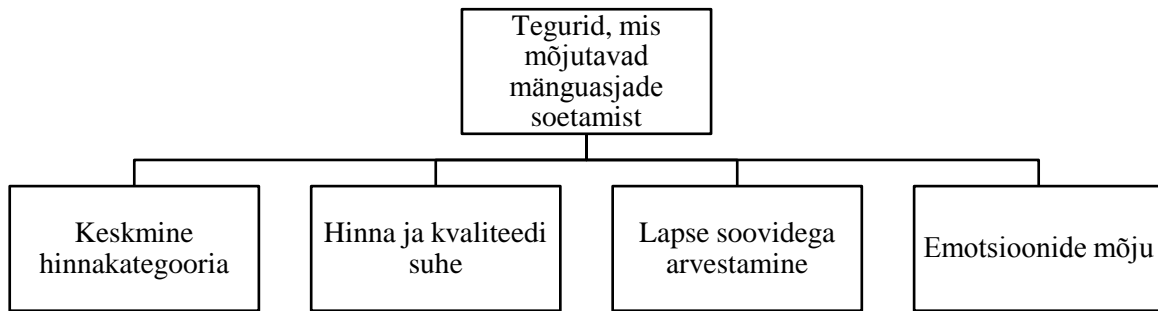 Tegurid, mis
mõjutavad
mänguasjade
soetamist
Keskmine
hinnakategooria
Hinna ja kvaliteedi
suhe
Lapse soovidega
arvestamine
Emotsioonide mõju